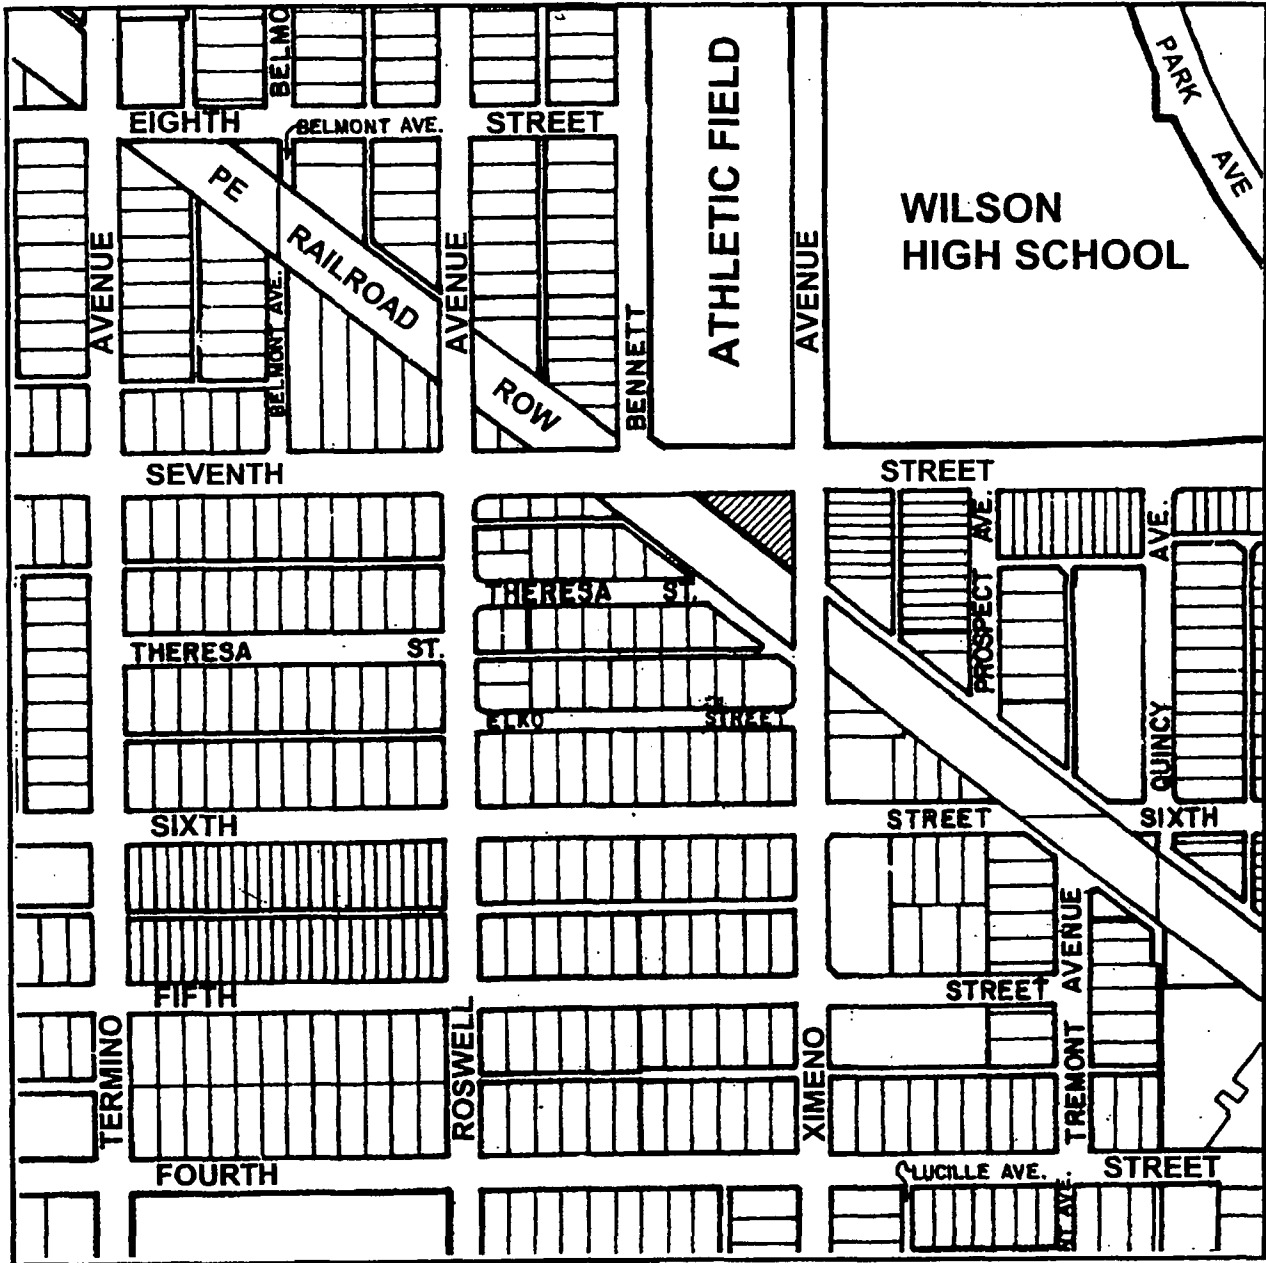 BELMO
PARK
AVE
EIGHTH
BELMONT AVE.
STREET
ATHLETIC FIELD
WILSON
HIGH SCHOOL
PE
RAILROAD
ROW
AVENUE
BELMONT AVE.
AVENUE
BENNETT
AVENUE
SEVENTH
STREET
AVE.
AVE.
THERESA ST.
PROSPECT
THERESA ST.
ELKO STREET
QUINCY
SIXTH
STREET
SIXTH
AVENUE
FIFTH
STREET
TERMINO
ROSWELL
XIMENO
TREMONT
FOURTH
LUCILLE AVE.
STREET
NT AVE.